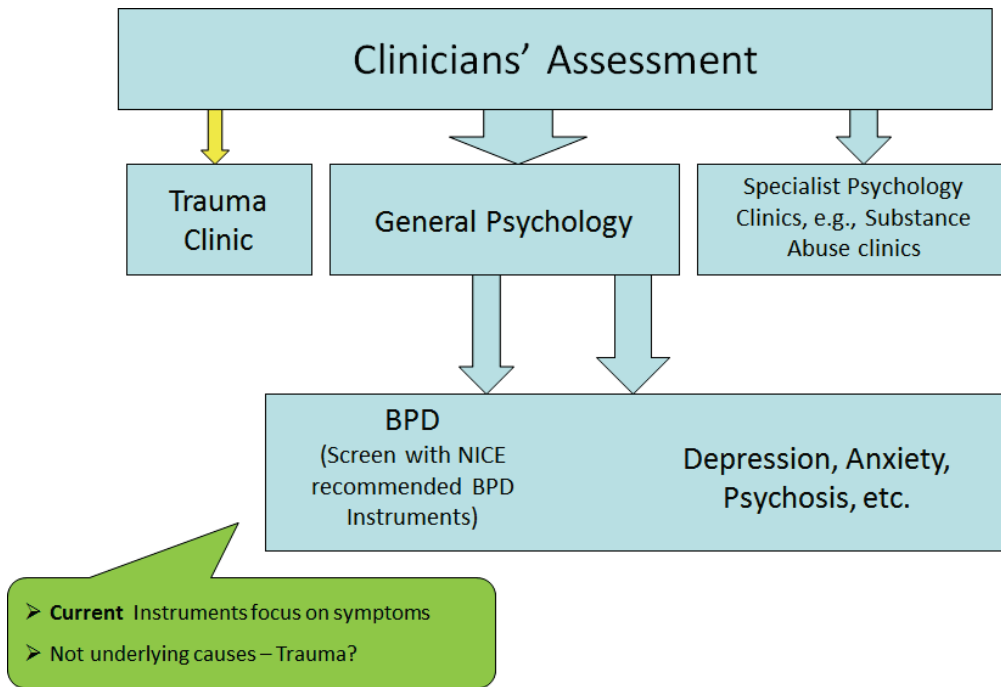 Clinicians’ Assessment
Trauma
Clinic
General Psychology
Specialist Psychology
Clinics, e.g., Substance
Abuse clinics
BPD
(Screen with NICE
recommended BPD
Instruments)
Depression, Anxiety,
Psychosis, etc.
➢ Current Instruments focus on symptoms
➢ Not underlying causes – Trauma?